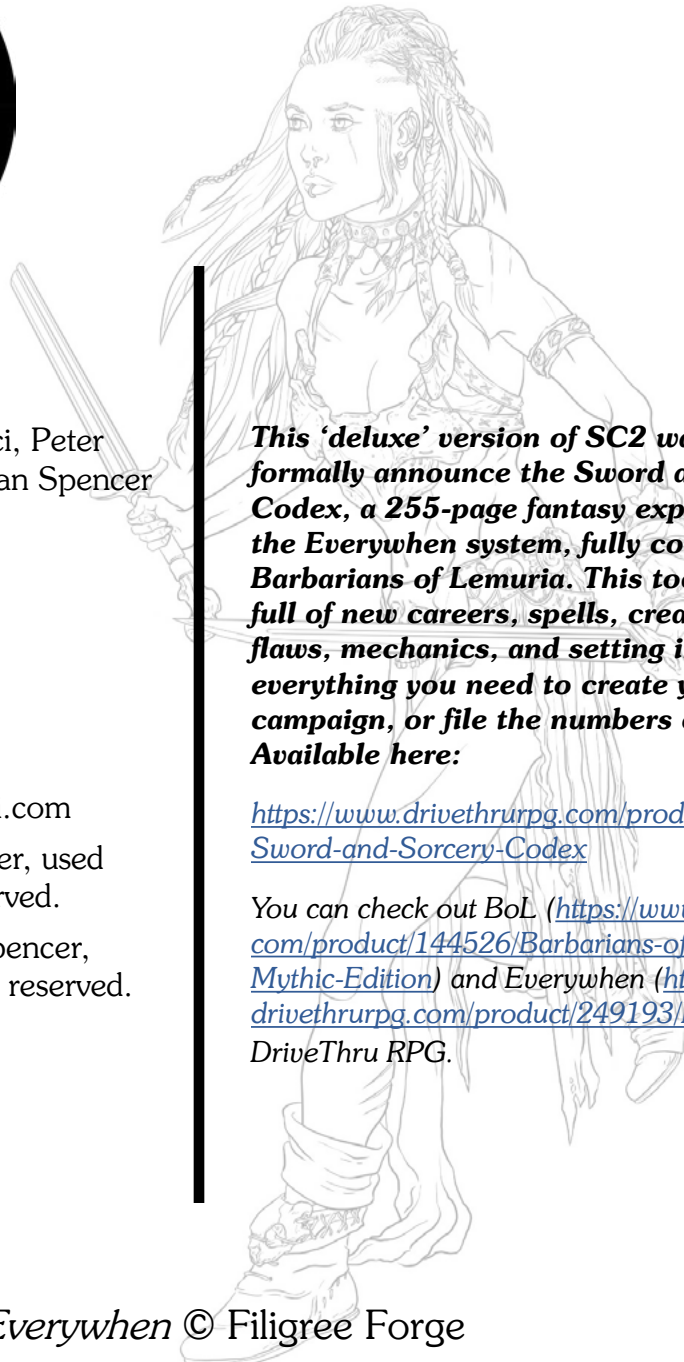 ci, Peter
an Spencer
.com
er, used
rved.
pencer,
reserved.
This ‘deluxe’ version of SC2 w
formally announce the Sword a
Codex, a 255-page fantasy exp
the Everywhen system, fully co
Barbarians of Lemuria. This too
full of new careers, spells, crea
flaws, mechanics, and setting i
everything you need to create y
campaign, or file the numbers
Available here:
https://www.drivethrurpg.com/prod
Sword-and-Sorcery-Codex
You can check out BoL (https://www
com/product/144526/Barbarians-of
Mythic-Edition) and Everywhen (ht
drivethrurpg.com/product/249193/
DriveThru RPG.
Everywhen © Filigree Forge